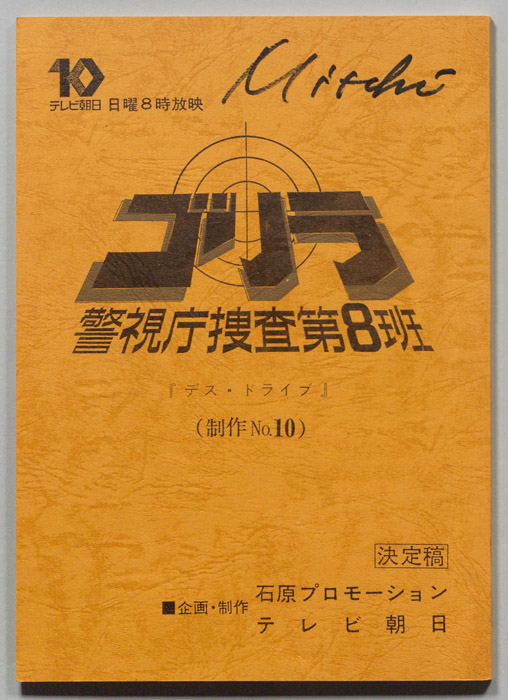 Mitchi
10
テレビ朝日 日曜8時放映
ゴリラ
警視庁捜査第8班
『デス・ドライブ』
(制作No.10)
決定稿
■企画・制作 石原プロモーション
テレビ朝日